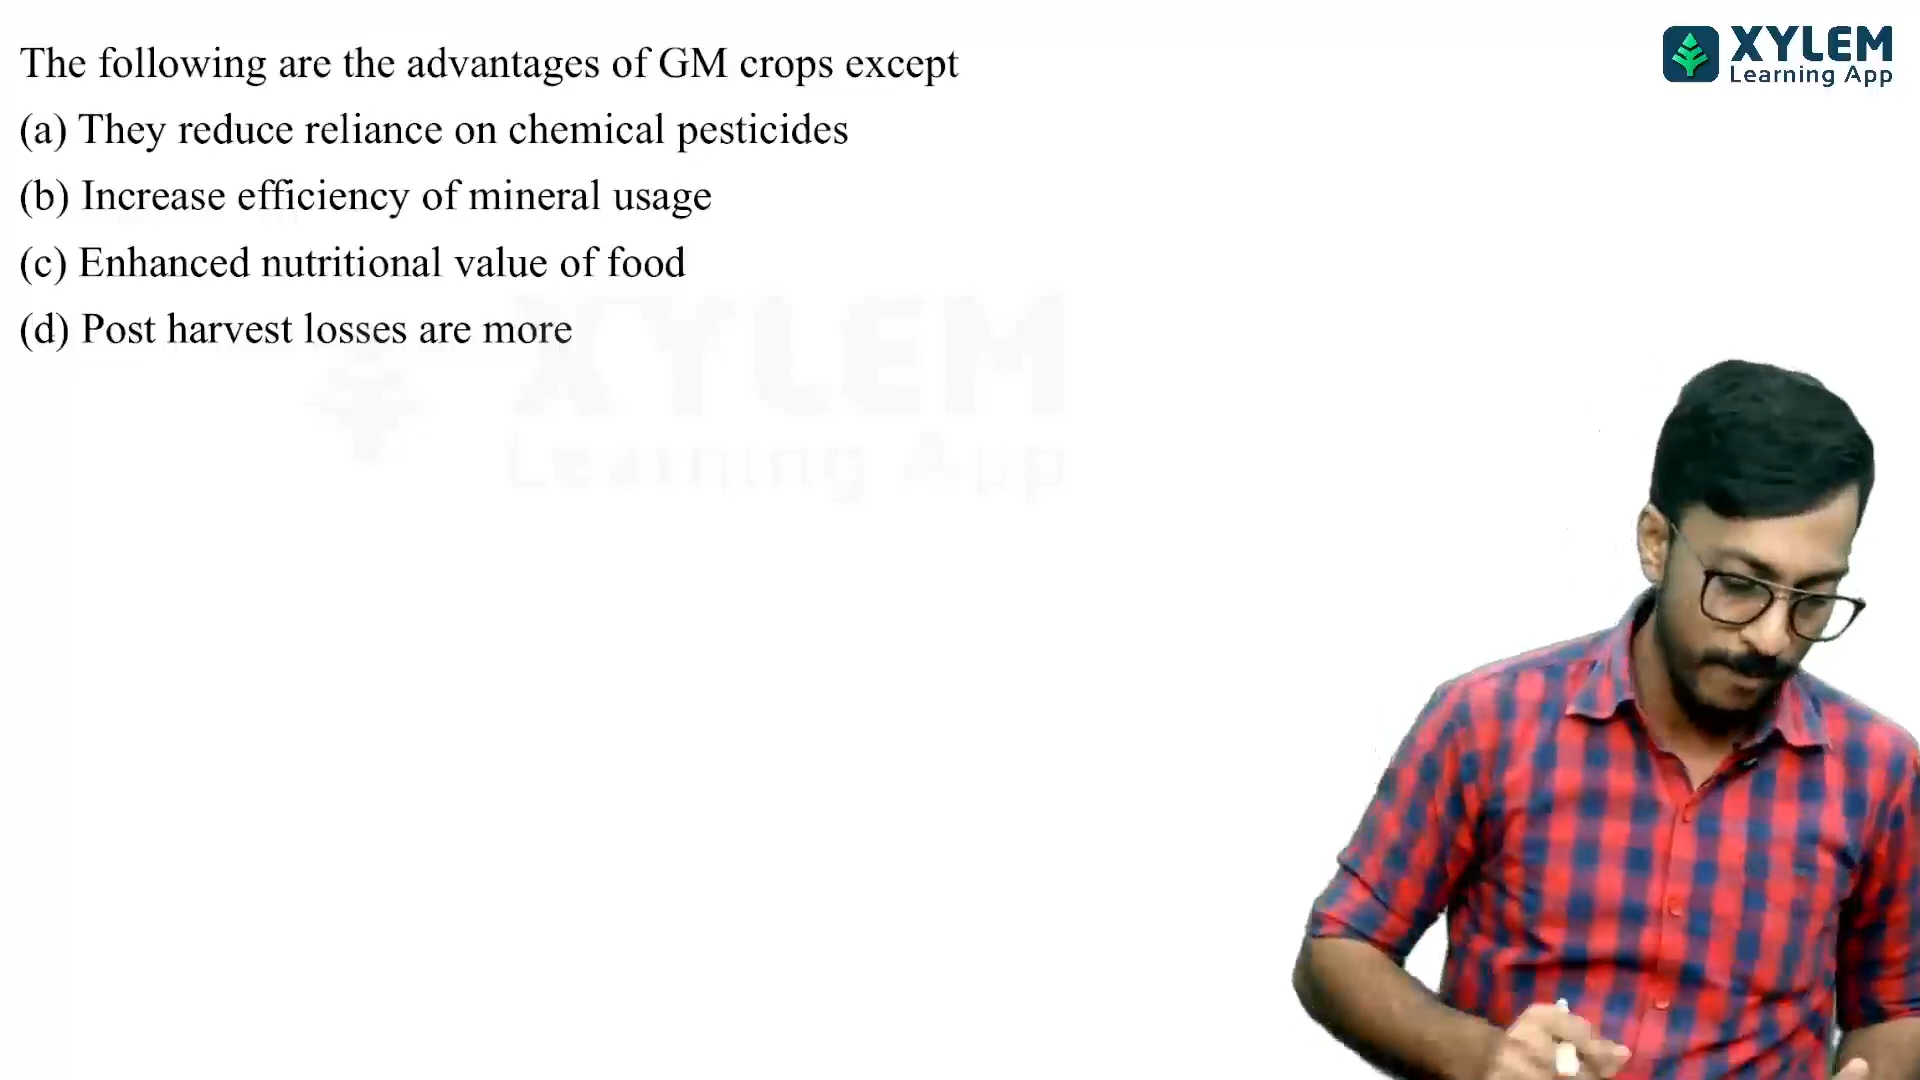 The following are the advantages of GM crops except
(a) They reduce reliance on chemical pesticides
(b) Increase efficiency of mineral usage
(c) Enhanced nutritional value of food
(d) Post harvest losses are more
XYLEM
Learning App
XYLEM
Learning App